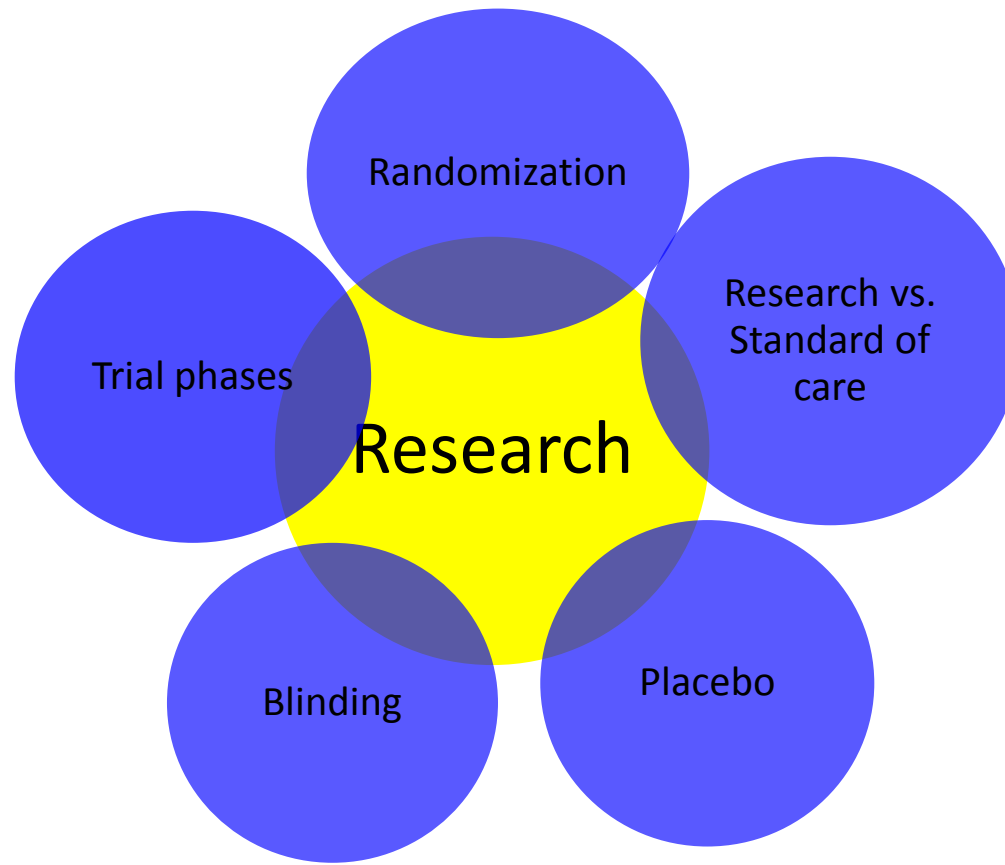 Randomization
Research vs.
Standard of
care
Trial phases
Research
Placebo
Blinding